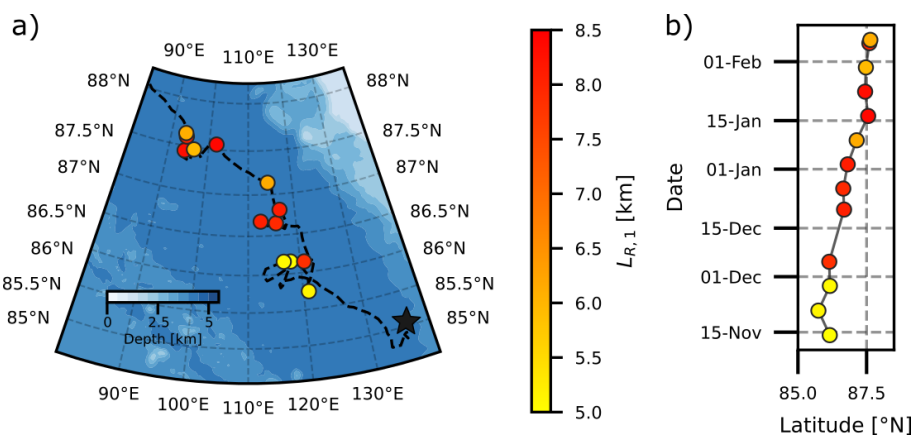 a)
90°E 110°E 130°E
88°N 88°N
87.5°N 87.5°N
87°N 87°N
86.5°N 86.5°N
86°N 86°N
85.5°N 85.5°N
85°N 85°N
0 2.5 5
Depth [km]
90°E 100°E 110°E 120°E 130°E
8.5
8.0
7.5
7.0
6.5
6.0
5.5
5.0
L_{R, 1} [km]
b)
01-Feb
15-Jan
01-Jan
15-Dec
01-Dec
15-Nov
Date
85.0 87.5
Latitude [°N]